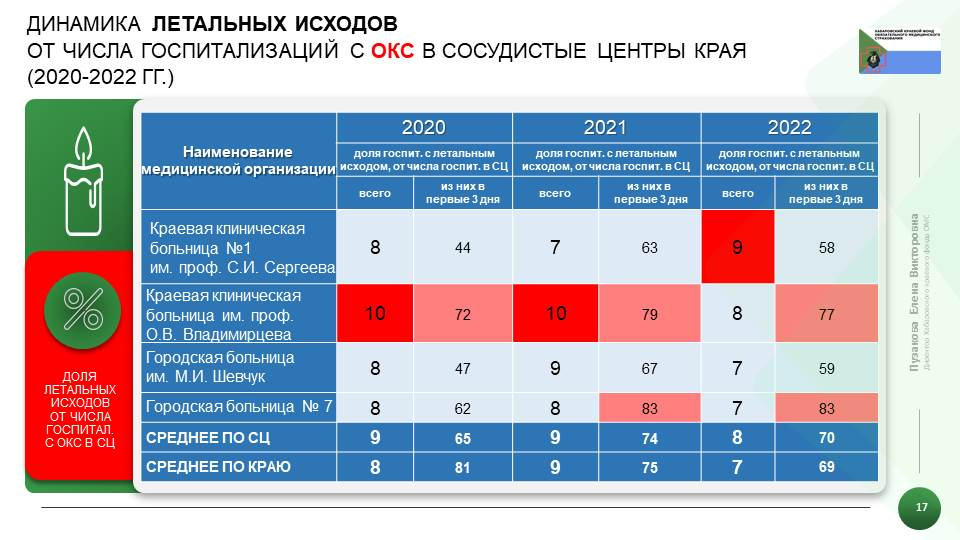 ДИНАМИКА ЛЕТАЛЬНЫХ ИСХОДОВ
ОТ ЧИСЛА ГОСПИТАЛИЗАЦИЙ С ОКС В СОСУДИСТЫЕ ЦЕНТРЫ КРАЯ
(2020-2022 ГГ.)
ХАБАРОВСКИЙ КРАЕВОЙ ФОНД
ОБЯЗАТЕЛЬНОГО МЕДИЦИНСКОГО
СТРАХОВАНИЯ
Наименование
медицинской организации
2020
2021
2022
доля госпит. с летальным
исходом, от числа госпит. в СЦ
доля госпит. с летальным
исходом, от числа госпит. в СЦ
доля госпит. с летальным
исходом, от числа госпит. в СЦ
всего
из них в
первые 3 дня
всего
из них в
первые 3 дня
всего
из них в
первые 3 дня
Краевая клиническая
больница №1
им. проф. С.И. Сергеева
8 44 7 63 9 58
Краевая клиническая
больница им. проф.
О.В. Владимирцева
10 72 10 79 8 77
Городская больница
им. М.И. Шевчук
8 47 9 67 7 59
Городская больница № 7 8 62 8 83 7 83
СРЕДНЕЕ ПО СЦ 9 65 9 74 8 70
СРЕДНЕЕ ПО КРАЮ 8 81 9 75 7 69
%
ДОЛЯ
ЛЕТАЛЬНЫХ
ИСХОДОВ
ОТ ЧИСЛА
ГОСПИТАЛ.
С ОКС В СЦ
Пузакова Елена Викторовна
Директор Хабаровского краевого фонда ОМС
17